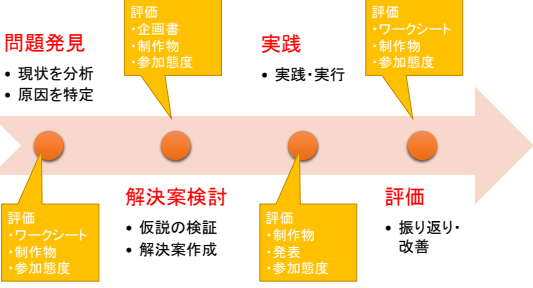 問題発見
• 現状を分析
• 原因を特定
評価
・ワークシート
・制作物
・参加態度
評価
・企画書
・制作物
・参加態度
解決案検討
• 仮説の検証
• 解決案作成
実践
• 実践・実行
評価
・制作物
・発表
・参加態度
評価
・ワークシート
・制作物
・参加態度
評価
• 振り返り・
改善